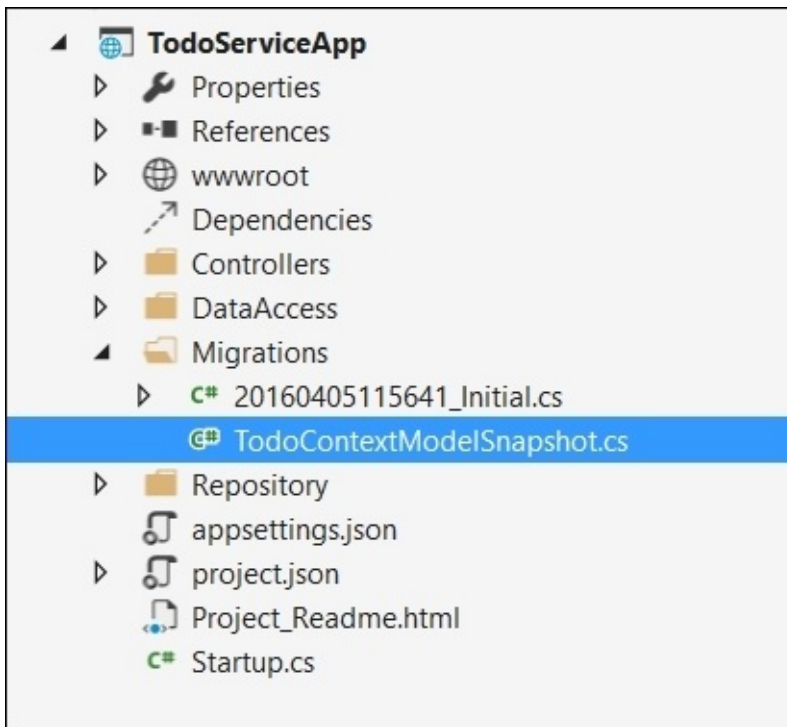 TodoServiceApp
Properties
References
wwwroot
Dependencies
Controllers
DataAccess
Migrations
C# 20160405115641_Initial.cs
C# TodoContextModelSnapshot.cs
Repository
appsettings.json
project.json
Project_Readme.html
C# Startup.cs